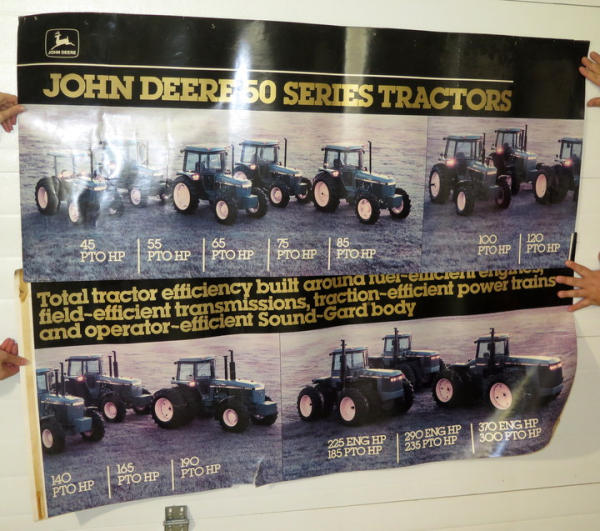 JOHN DEERE
JOHN DEERE 50 SERIES TRACTORS
45 PTO HP
55 PTO HP
65 PTO HP
75 PTO HP
85 PTO HP
100 PTO HP
120 PTO HP
Total tractor efficiency built around fuel-efficient engines,
field-efficient transmissions, traction-efficient power trains
and operator-efficient Sound-Gard body
140 PTO HP
165 PTO HP
190 PTO HP
225 ENG HP
185 PTO HP
290 ENG HP
235 PTO HP
370 ENG HP
300 PTO HP